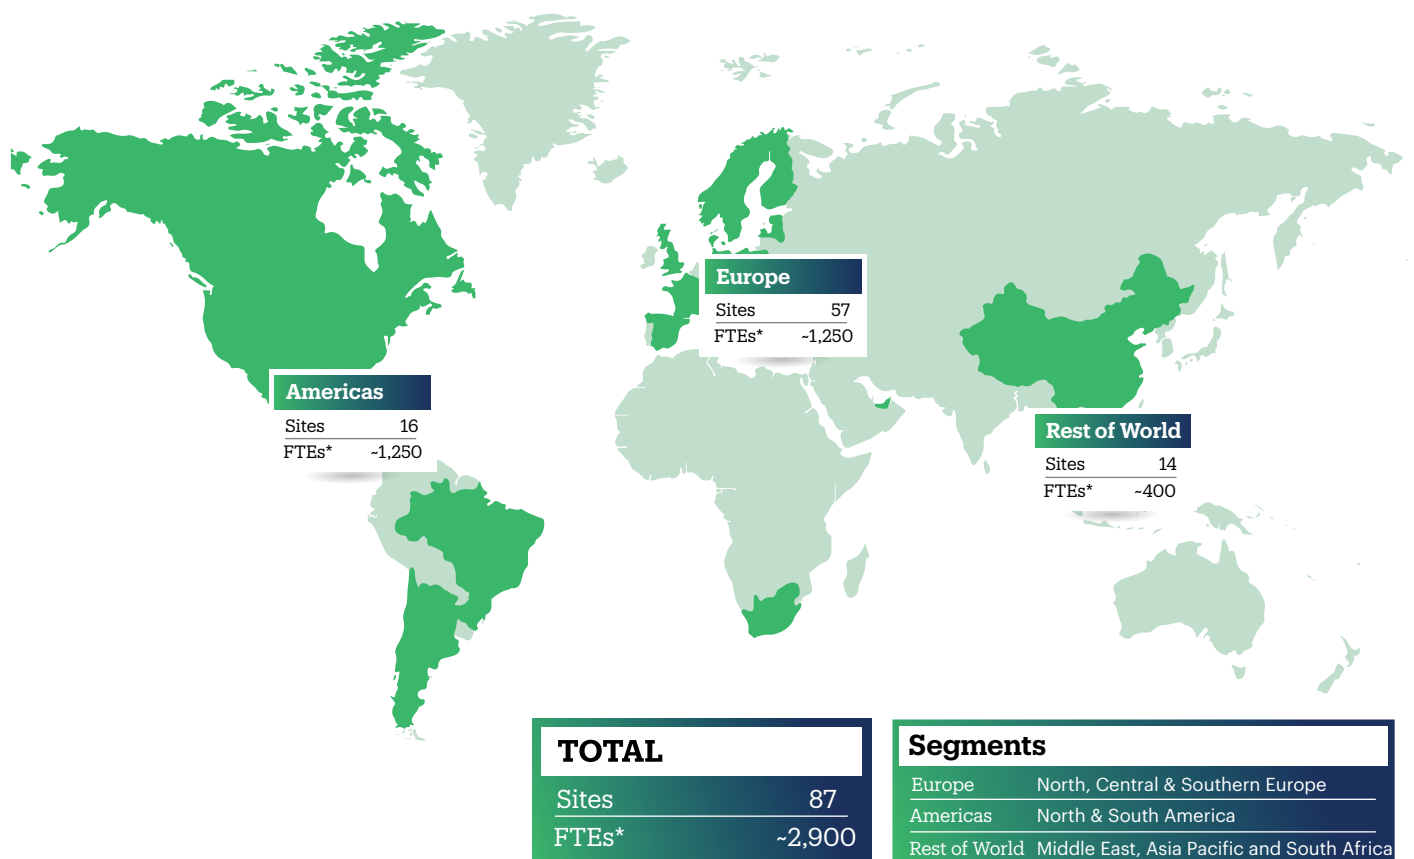 Europe
Sites 57
FTEs* ~1,250
Americas
Sites 16
FTEs* ~1,250
Rest of World
Sites 14
FTEs* ~400
TOTAL
Sites 87
FTEs* ~2,900
Segments
Europe North, Central & Southern Europe
Americas North & South America
Rest of World Middle East, Asia Pacific and South Africa